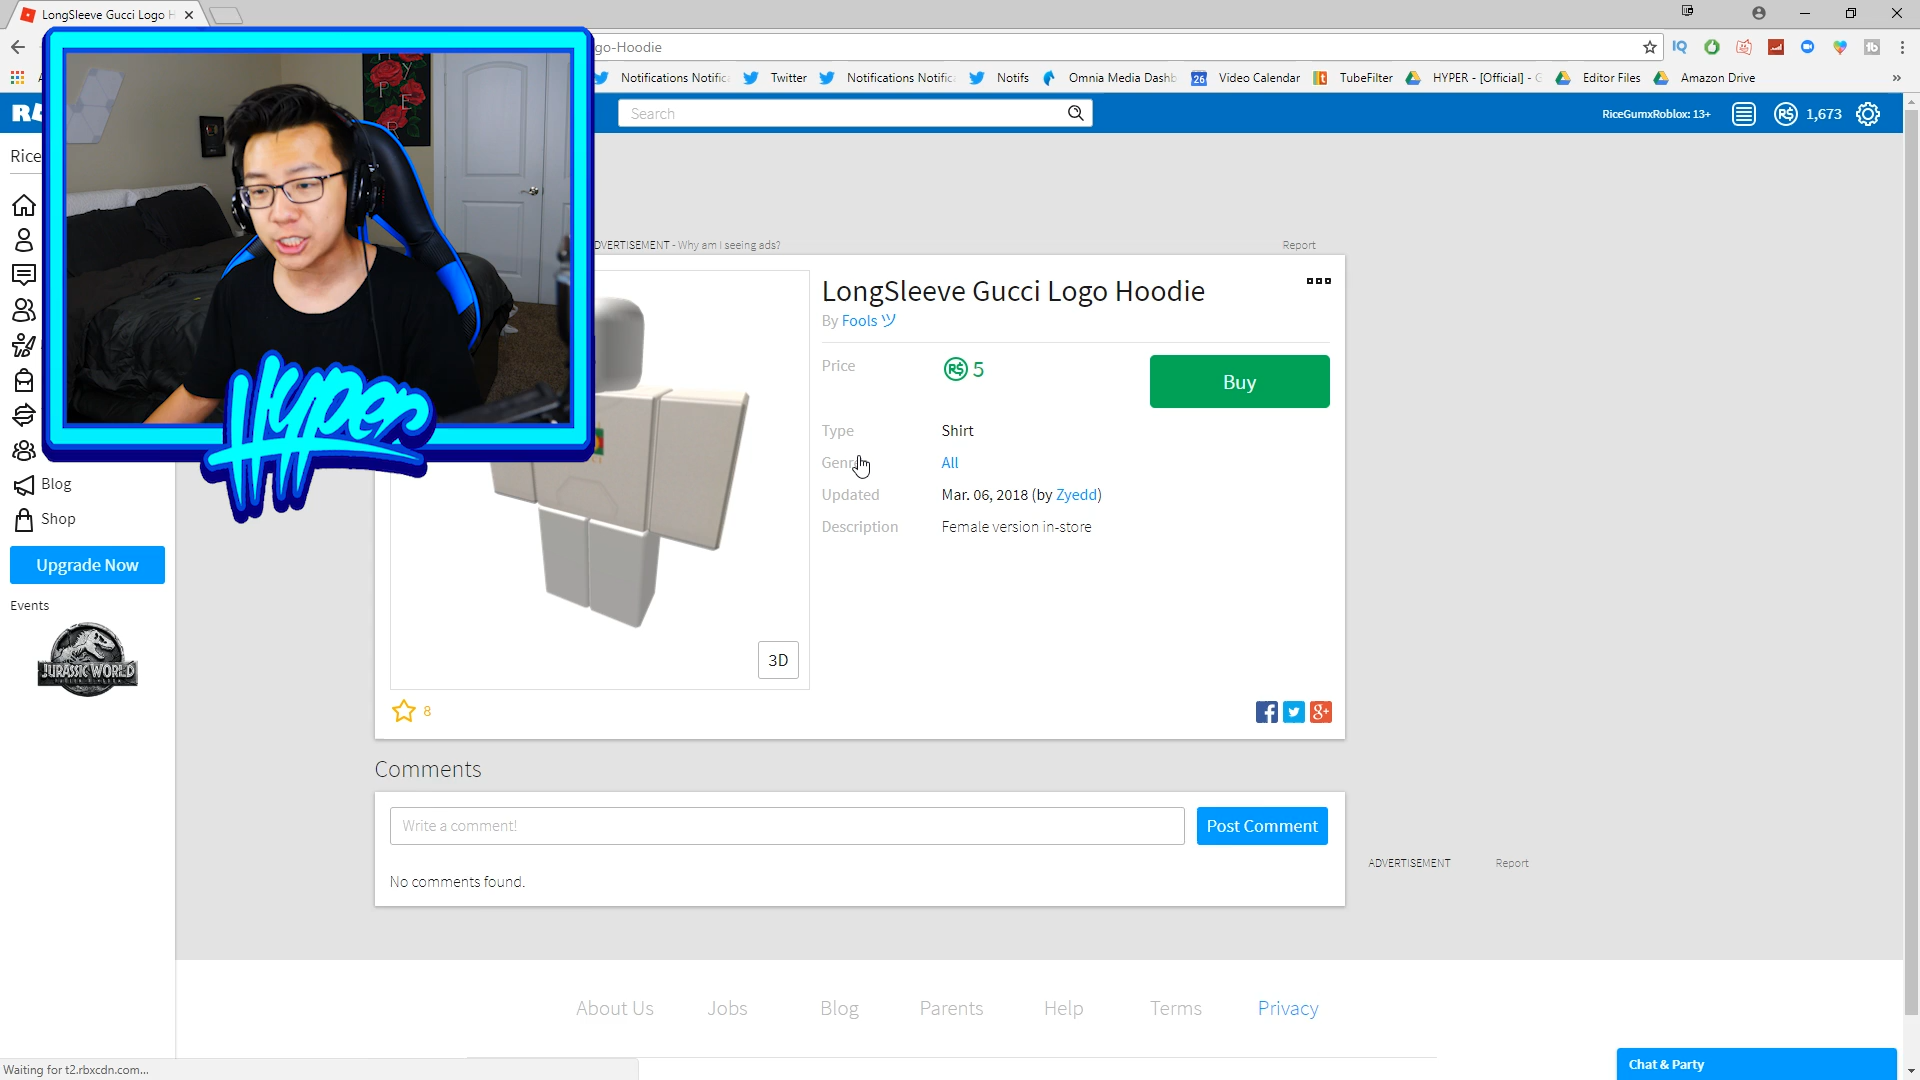 LongSleeve Gucci Logo H
go-Hoodie
Notifications Notific
Twitter
Notifications Notific
Notifs
Omnia Media Dashb
26
Video Calendar
TubeFilter
HYPER - [Official] - G
Editor Files
Amazon Drive
»
Search
RiceGumxRoblox: 13+
R$ 1,673
Rice
HYPER
Hyper
Blog
Shop
Upgrade Now
Events
JURASSIC WORLD
DVERTISEMENT - Why am I seeing ads?
Report
LongSleeve Gucci Logo Hoodie
By Fools ツ
Price
R$ 5
Buy
Type
Shirt
Genre
All
Updated
Mar. 06, 2018 (by Zyedd)
Description
Female version in-store
3D
8
Comments
Write a comment!
Post Comment
No comments found.
ADVERTISEMENT
Report
About Us
Jobs
Blog
Parents
Help
Terms
Privacy
Waiting for t2.rbxcdn.com...
Chat & Party